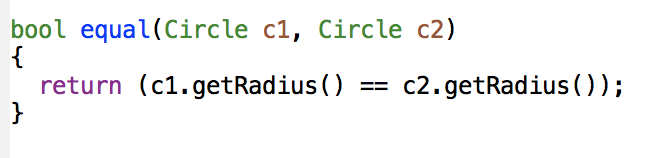 bool equal(Circle c1, Circle c2)
{
  return (c1.getRadius() == c2.getRadius());
}